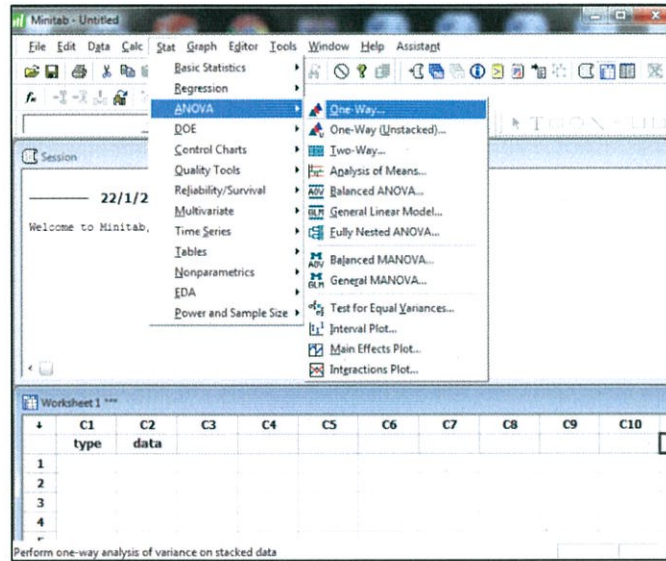 Minitab - Untitled
File Edit Data Calc Stat Graph Editor Tools Window Help Assistant
Basic Statistics
Regression
ANOVA
DOE
Control Charts
Quality Tools
Reliability/Survival
Multivariate
Time Series
Tables
Nonparametrics
EDA
Power and Sample Size
One-Way...
One-Way (Unstacked)...
Two-Way...
Analysis of Means...
Balanced ANOVA...
General Linear Model...
Fully Nested ANOVA...
Balanced MANOVA...
General MANOVA...
Test for Equal Variances...
Interval Plot...
Main Effects Plot...
Interactions Plot...
Session
22/1/2
Welcome to Minitab,
Worksheet 1 ***
C1 C2 C3 C4 C5 C6 C7 C8 C9 C10
type data
1
2
3
4
Perform one-way analysis of variance on stacked data